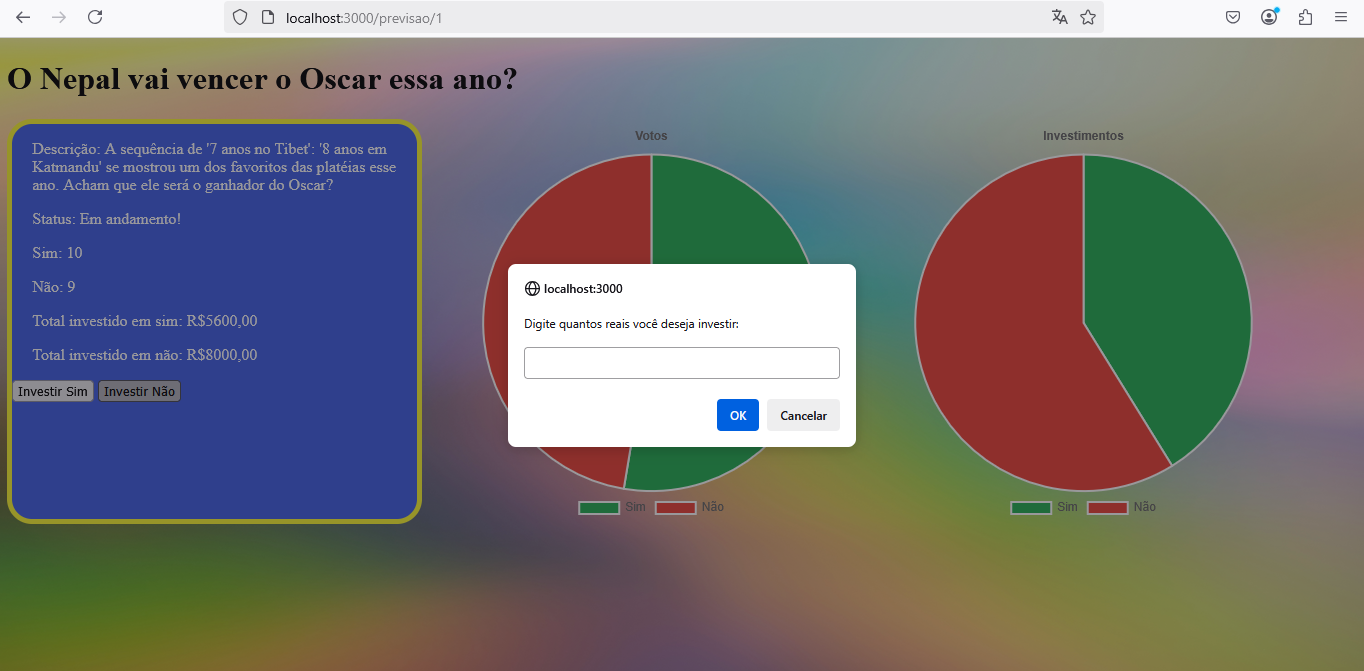 localhost:3000/previsao/1
O Nepal vai vencer o Oscar essa ano?
Descrição: A sequência de '7 anos no Tibet': '8 anos em
Katmandu' se mostrou um dos favoritos das platéias esse
ano. Acham que ele será o ganhador do Oscar?
Status: Em andamento!
Sim: 10
Não: 9
Total investido em sim: R$5600,00
Total investido em não: R$8000,00
Investir Sim Investir Não
Votos
Sim Não
Investimentos
Sim Não
localhost:3000
Digite quantos reais você deseja investir:
OK Cancelar